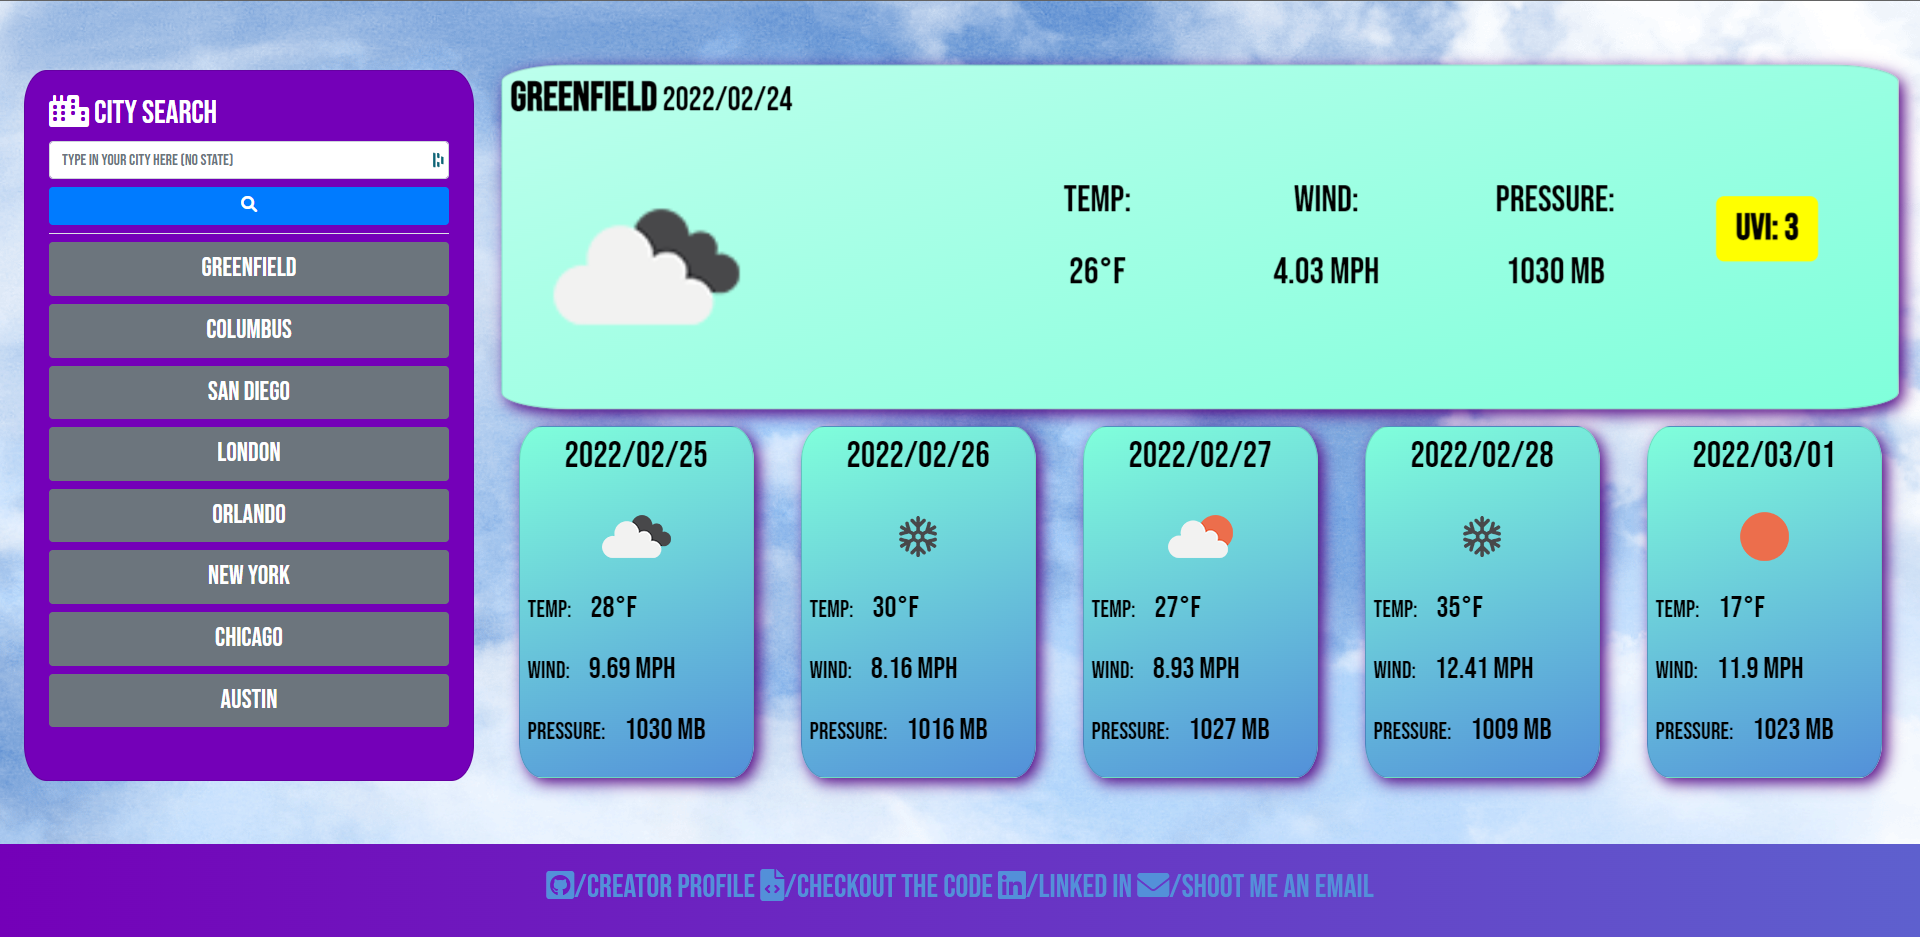 CITY SEARCH
TYPE IN YOUR CITY HERE (NO STATE)
GREENFIELD
COLUMBUS
SAN DIEGO
LONDON
ORLANDO
NEW YORK
CHICAGO
AUSTIN
GREENFIELD 2022/02/24
TEMP: WIND: PRESSURE: UVI: 3
26°F 4.03 MPH 1030 MB
2022/02/25
TEMP: 28°F
WIND: 9.69 MPH
PRESSURE: 1030 MB
2022/02/26
TEMP: 30°F
WIND: 8.16 MPH
PRESSURE: 1016 MB
2022/02/27
TEMP: 27°F
WIND: 8.93 MPH
PRESSURE: 1027 MB
2022/02/28
TEMP: 35°F
WIND: 12.41 MPH
PRESSURE: 1009 MB
2022/03/01
TEMP: 17°F
WIND: 11.9 MPH
PRESSURE: 1023 MB
/CREATOR PROFILE /CHECKOUT THE CODE /LINKED IN /SHOOT ME AN EMAIL